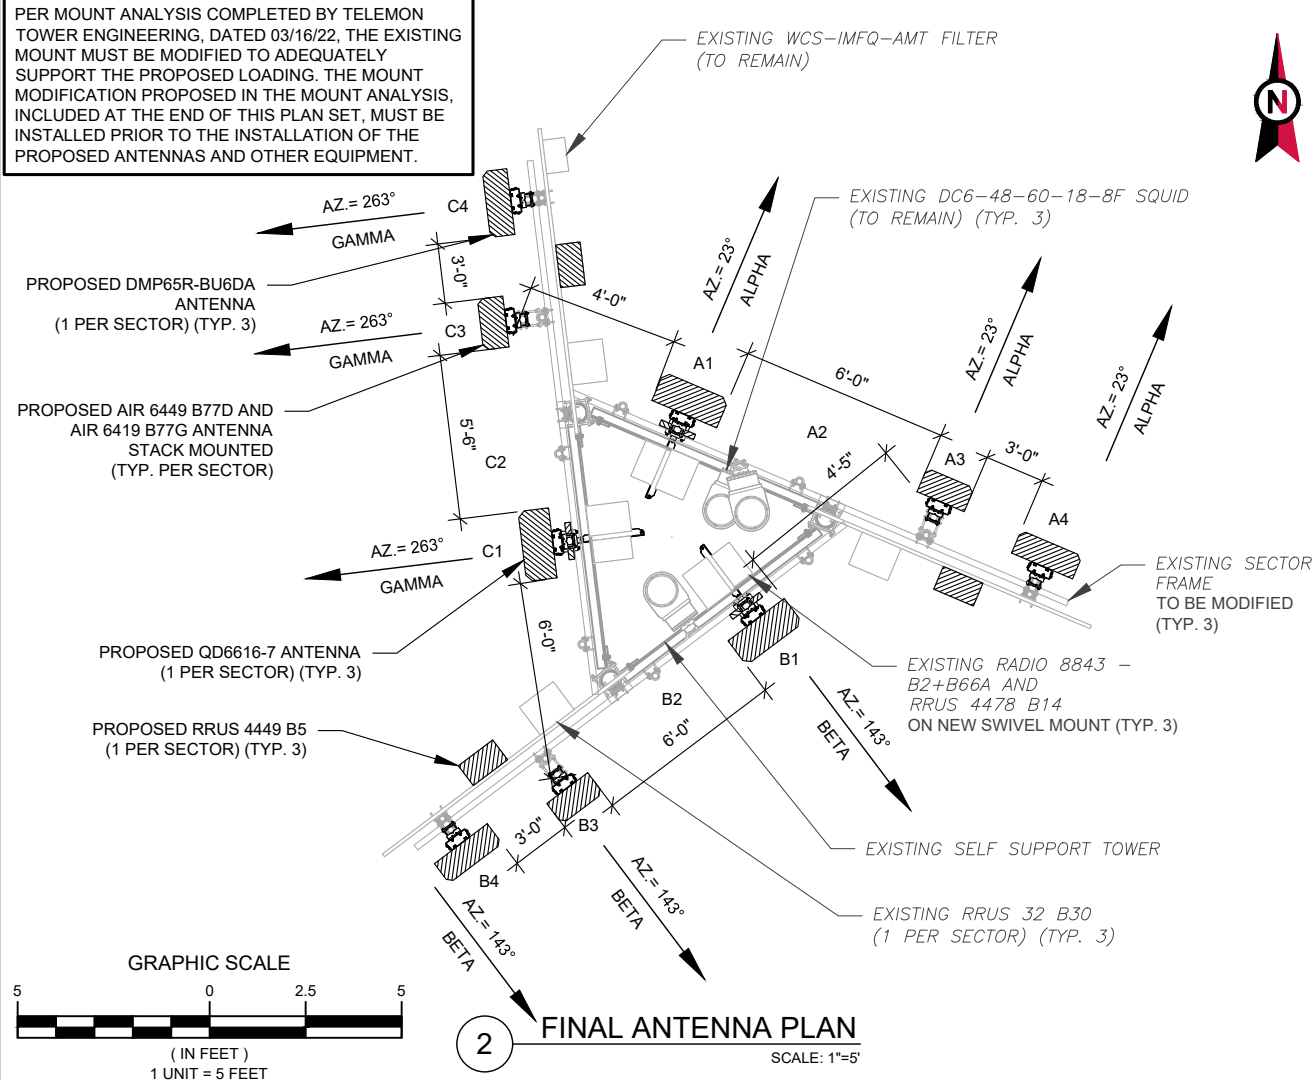 PER MOUNT ANALYSIS COMPLETED BY TELEMON
TOWER ENGINEERING, DATED 03/16/22, THE EXISTING
MOUNT MUST BE MODIFIED TO ADEQUATELY
SUPPORT THE PROPOSED LOADING. THE MOUNT
MODIFICATION PROPOSED IN THE MOUNT ANALYSIS,
INCLUDED AT THE END OF THIS PLAN SET, MUST BE
INSTALLED PRIOR TO THE INSTALLATION OF THE
PROPOSED ANTENNAS AND OTHER EQUIPMENT.
EXISTING WCS-IMFQ-AMT FILTER
(TO REMAIN)
N
EXISTING DC6-48-60-18-8F SQUID
(TO REMAIN) (TYP. 3)
AZ.= 263°
GAMMA
C4
PROPOSED DMP65R-BU6DA
ANTENNA
(1 PER SECTOR) (TYP. 3)
3'-0"
AZ.= 263°
GAMMA
C3
4'-0"
AZ.= 23°
ALPHA
A1
6'-0"
AZ.= 23°
ALPHA
AZ.= 23°
ALPHA
PROPOSED AIR 6449 B77D AND
AIR 6419 B77G ANTENNA
STACK MOUNTED
(TYP. PER SECTOR)
5'-6"
C2
A2
4'-5"
A3
3'-0"
A4
AZ.= 263°
GAMMA
C1
EXISTING SECTOR
FRAME
TO BE MODIFIED
(TYP. 3)
PROPOSED QD6616-7 ANTENNA
(1 PER SECTOR) (TYP. 3)
6'-0"
B1
EXISTING RADIO 8843 -
B2+B66A AND
RRUS 4478 B14
ON NEW SWIVEL MOUNT (TYP. 3)
B2
6'-0"
AZ.= 143°
BETA
PROPOSED RRUS 4449 B5
(1 PER SECTOR) (TYP. 3)
3'-0"
B3
B4
EXISTING SELF SUPPORT TOWER
AZ.= 143°
BETA
AZ.= 143°
BETA
EXISTING RRUS 32 B30
(1 PER SECTOR) (TYP. 3)
GRAPHIC SCALE
5 0 2.5 5
( IN FEET )
1 UNIT = 5 FEET
2 FINAL ANTENNA PLAN
SCALE: 1"=5'